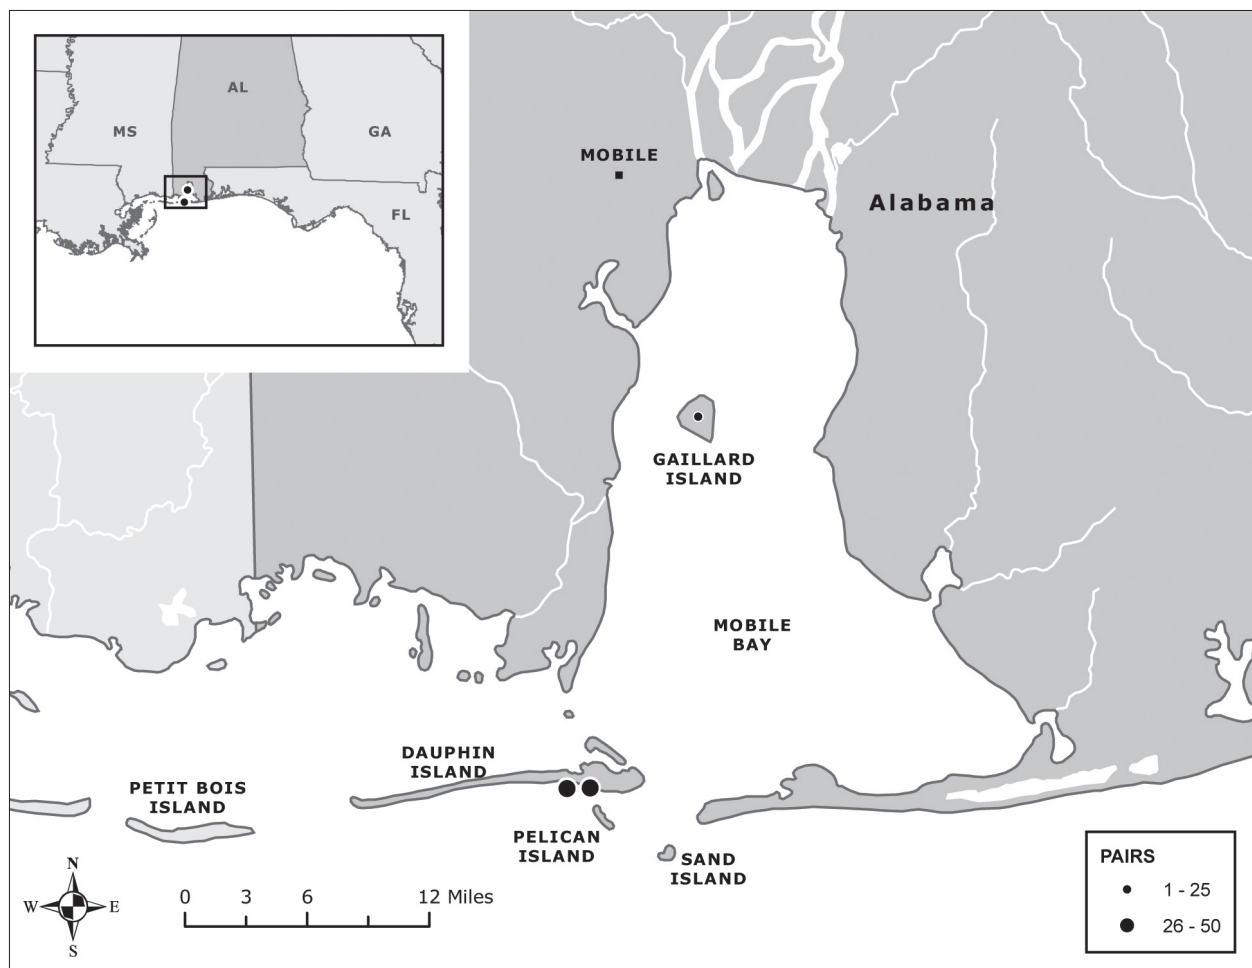 AL
MS
GA
FL
MOBILE
Alabama
GAILLARD
ISLAND
MOBILE
BAY
DAUPHIN
ISLAND
PETIT BOIS
ISLAND
PELICAN
ISLAND
SAND
ISLAND
N
W E
S
0 3 6 12 Miles
PAIRS
1 - 25
26 - 50